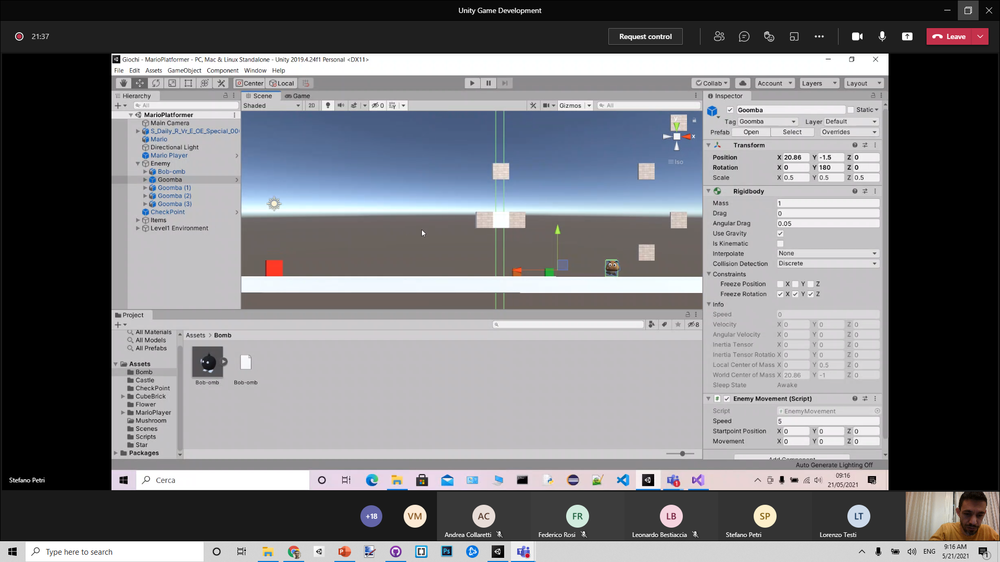 Unity Game Development
21:37
Request control
Leave
Giochi - MarioPlatformer - PC, Mac & Linux Standalone - Unity 2019.4.24f1 Personal <DX11>
File Edit Assets GameObject Component Window Help
Center Local
Collab Account Layers Layout
Hierarchy
All
MarioPlatformer
Main Camera
S_Daily_R_Vr_E_OE_Special_00
Mario
Directional Light
Mario Player
Enemy
Bob-omb
Goomba
Goomba (1)
Goomba (2)
Goomba (3)
CheckPoint
Items
Level1 Environment
Scene Game
Shaded 2D 0 Gizmos All
y
x
Iso
Inspector
Goomba Static
Tag Goomba Layer Default
Prefab Open Select Overrides
Transform
Position X 20.86 Y -1.5 Z 0
Rotation X 0 Y 180 Z 0
Scale X 0.5 Y 0.5 Z 0.5
Rigidbody
Mass 1
Drag 0
Angular Drag 0.05
Use Gravity
Is Kinematic
Interpolate None
Collision Detection Discrete
Constraints
Freeze Position X Y Z
Freeze Rotation X Y Z
Info
Speed 0
Velocity X 0 Y 0 Z 0
Angular Velocity X 0 Y 0 Z 0
Inertia Tensor X 0 Y 0 Z 0
Inertia Tensor Rotatio X 0 Y 0 Z 0
Local Center of Mass X 0 Y 0.5 Z 0
World Center of Mass X 20.86 Y -1 Z 0
Sleep State Awake
Enemy Movement (Script)
Script EnemyMovement
Speed 5
Startpoint Position X 0 Y 0 Z 0
Movement X 0 Y 0 Z 0
Add Component
Auto Generate Lighting Off
Project
8
All Materials
All Models
All Prefabs
Assets
Bomb
Castle
CheckPoint
CubeBrick
Flower
MarioPlayer
Mushroom
Scenes
Scripts
Star
Packages
Assets > Bomb
Bob-omb Bob-omb
Stefano Petri
Cerca
1
09:16
21/05/2021
+18
VM
AC
Andrea Collaretti
FR
Federico Rosi
LB
Leonardo Bestiaccia
SP
Stefano Petri
LT
Lorenzo Testi
Type here to search
Ps
ENG
9:16 AM
5/21/2021
1